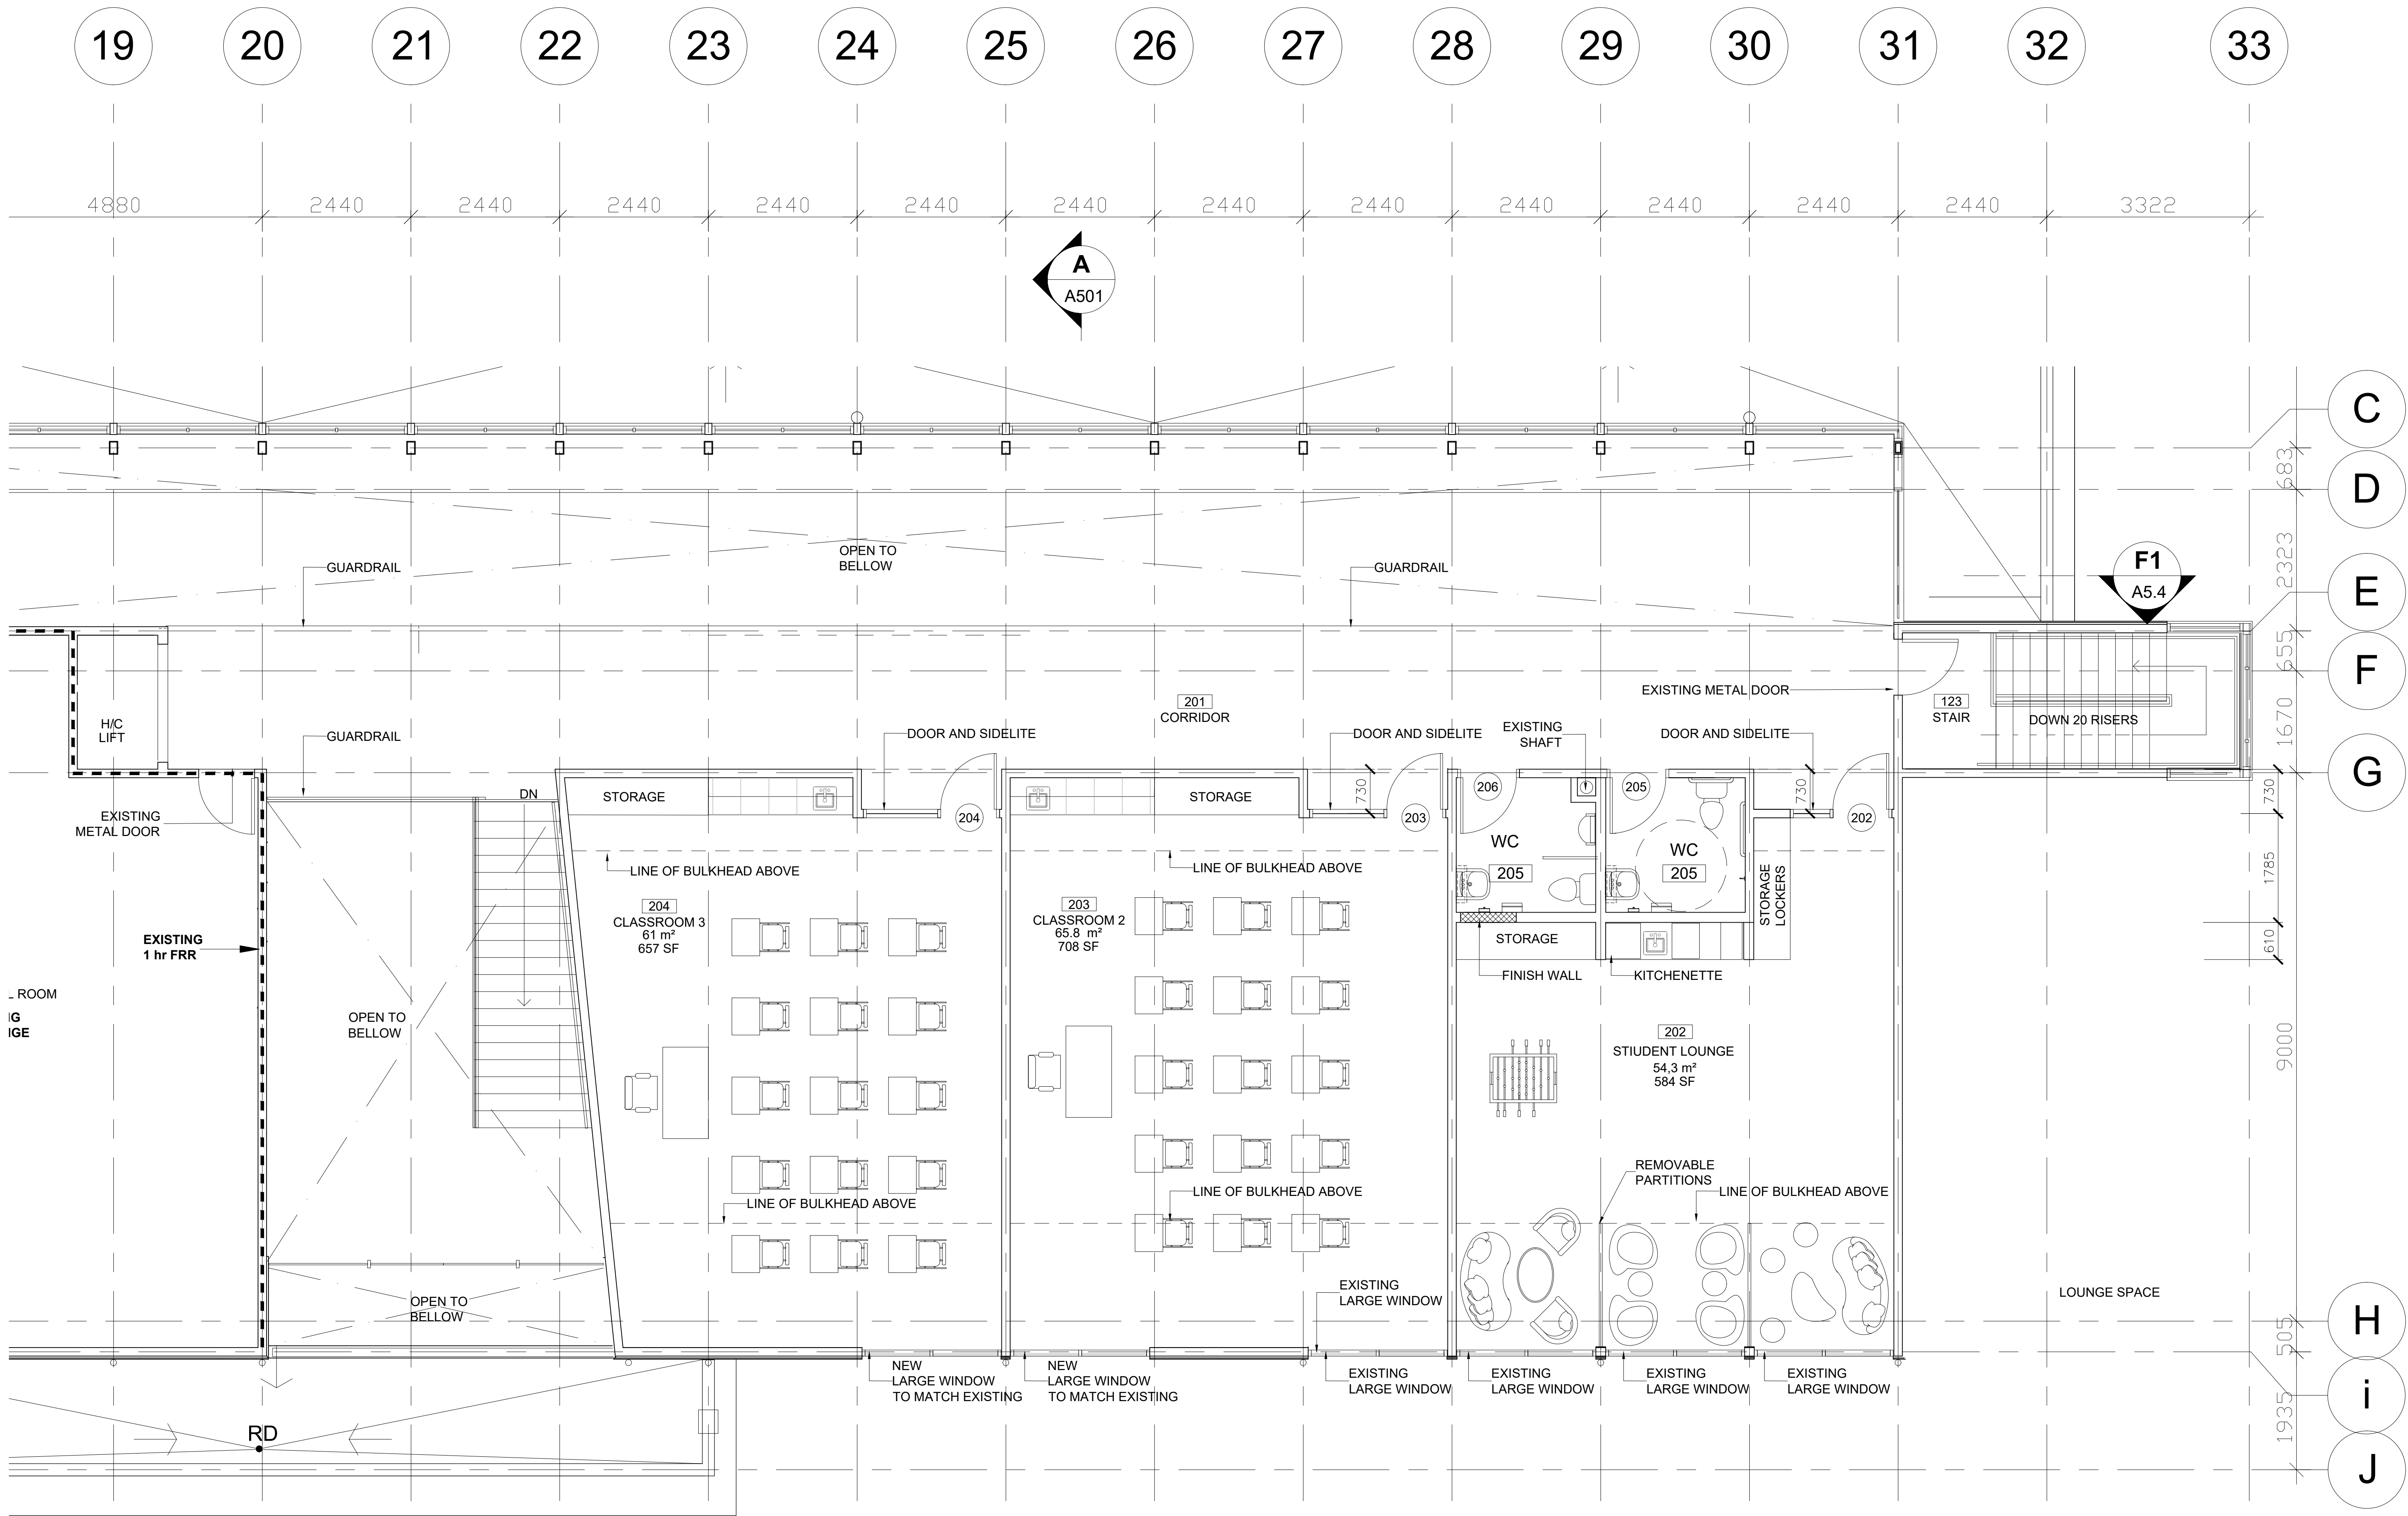 19 20 21 22 23 24 25 26 27 28 29 30 31 32 33
4880 2440 2440 2440 2440 2440 2440 2440 2440 2440 2440 2440 2440 3322
A
A501
C
683
D
2323
E
655
F
1670
G
730
1785
610
9000
H
505
i
1935
J
OPEN TO
BELLOW
GUARDRAIL
GUARDRAIL
F1
A5.4
H/C
LIFT
GUARDRAIL
201
CORRIDOR
EXISTING METAL DOOR
123
STAIR
DOWN 20 RISERS
DOOR AND SIDELITE
DOOR AND SIDELITE
EXISTING
SHAFT
DOOR AND SIDELITE
EXISTING
METAL DOOR
DN
STORAGE
204
STORAGE
730
203
206
205
730
202
WC
205
WC
205
STORAGE
LOCKERS
LINE OF BULKHEAD ABOVE
LINE OF BULKHEAD ABOVE
204
CLASSROOM 3
61 m²
657 SF
203
CLASSROOM 2
65.8 m²
708 SF
EXISTING
1 hr FRR
STORAGE
FINISH WALL
KITCHENETTE
L ROOM
IG
IGE
OPEN TO
BELLOW
202
STIUDENT LOUNGE
54,3 m²
584 SF
REMOVABLE
PARTITIONS
LINE OF BULKHEAD ABOVE
LINE OF BULKHEAD ABOVE
LINE OF BULKHEAD ABOVE
OPEN TO
BELLOW
EXISTING
LARGE WINDOW
LOUNGE SPACE
NEW
LARGE WINDOW
TO MATCH EXISTING
NEW
LARGE WINDOW
TO MATCH EXISTING
EXISTING
LARGE WINDOW
EXISTING
LARGE WINDOW
EXISTING
LARGE WINDOW
EXISTING
LARGE WINDOW
RD